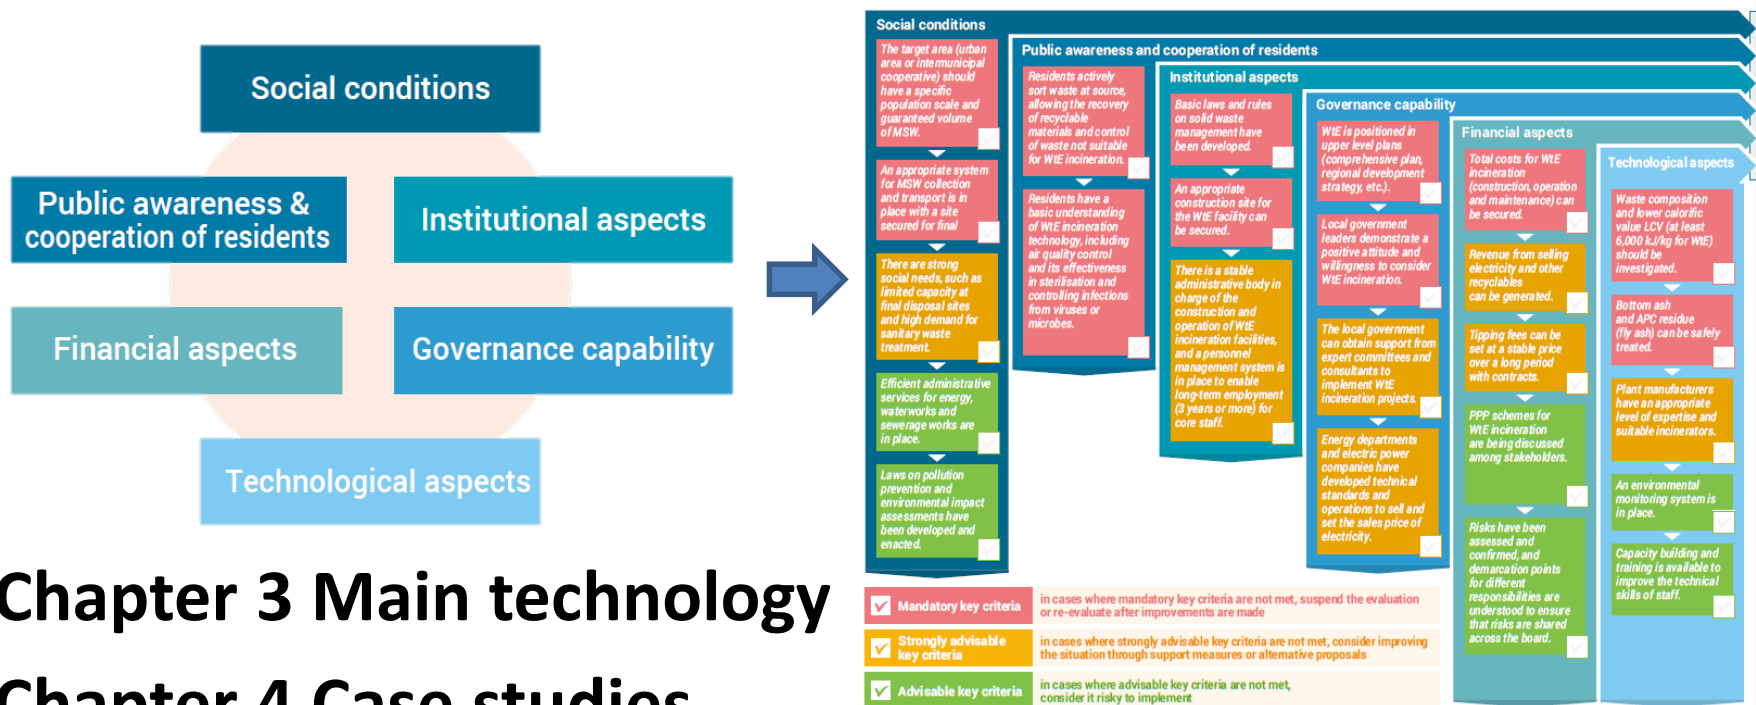 Social conditions
Public awareness &
cooperation of residents
Institutional aspects
Financial aspects
Governance capability
Technological aspects
Chapter 3 Main technology
Chapter 4 Case studies
Social conditions
The target area (urban
area or intermunicipal
cooperative) should
have a specific
population scale and
guaranteed volume
of MSW.
An appropriate system
for MSW collection
and transport is in
place with a site
secured for final
There are strong
social needs, such as
limited capacity at
final disposal sites
and high demand for
sanitary waste
treatment.
Efficient administrative
services for energy,
waterworks and
sewerage works are
in place.
Laws on pollution
prevention and
environmental impact
assessments have
been developed and
enacted.
Public awareness and cooperation of residents
Residents actively
sort waste at source,
allowing the recovery
of recyclable
materials and control
of waste not suitable
for WtE incineration.
Residents have a
basic understanding
of WtE incineration
technology, including
air quality control
and its effectiveness
in sterilisation and
controlling infections
from viruses or
microbes.
Institutional aspects
Basic laws and rules
on solid waste
management have
been developed.
An appropriate
construction site for
the WtE facility can
be secured.
There is a stable
administrative body in
charge of the
construction and
operation of WtE
incineration facilities,
and a personnel
management system is
in place to enable
long-term employment
(3 years or more) for
core staff.
Governance capability
WtE is positioned in
upper level plans
(comprehensive plan,
regional development
strategy, etc.).
Local government
leaders demonstrate a
positive attitude and
willingness to consider
WtE incineration.
The local government
can obtain support from
expert committees and
consultants to
implement WtE
incineration projects.
Energy departments
and electric power
companies have
developed technical
standards and
operations to sell and
set the sales price of
electricity.
Financial aspects
Total costs for WtE
incineration
(construction, operation
and maintenance) can
be secured.
Revenue from selling
electricity and other
recyclables
can be generated.
Tipping fees can be
set at a stable price
over a long period
with contracts.
PPP schemes for
WtE incineration
are being discussed
among stakeholders.
Risks have been
assessed and
confirmed, and
demarcation points
for different
responsibilities are
understood to ensure
that risks are shared
across the board.
Technological aspects
Waste composition
and lower calorific
value LCV (at least
6,000 kJ/kg for WtE)
should be
investigated.
Bottom ash
and APC residue
(fly ash) can be safely
treated.
Plant manufacturers
have an appropriate
level of expertise and
suitable incinerators.
An environmental
monitoring system is
in place.
Capacity building and
training is available to
improve the technical
skills of staff.
Mandatory key criteria
in cases where mandatory key criteria are not met, suspend the evaluation
or re-evaluate after improvements are made
Strongly advisable
key criteria
in cases where strongly advisable key criteria are not met, consider improving
the situation through support measures or alternative proposals
Advisable key criteria
in cases where advisable key criteria are not met,
consider it risky to implement